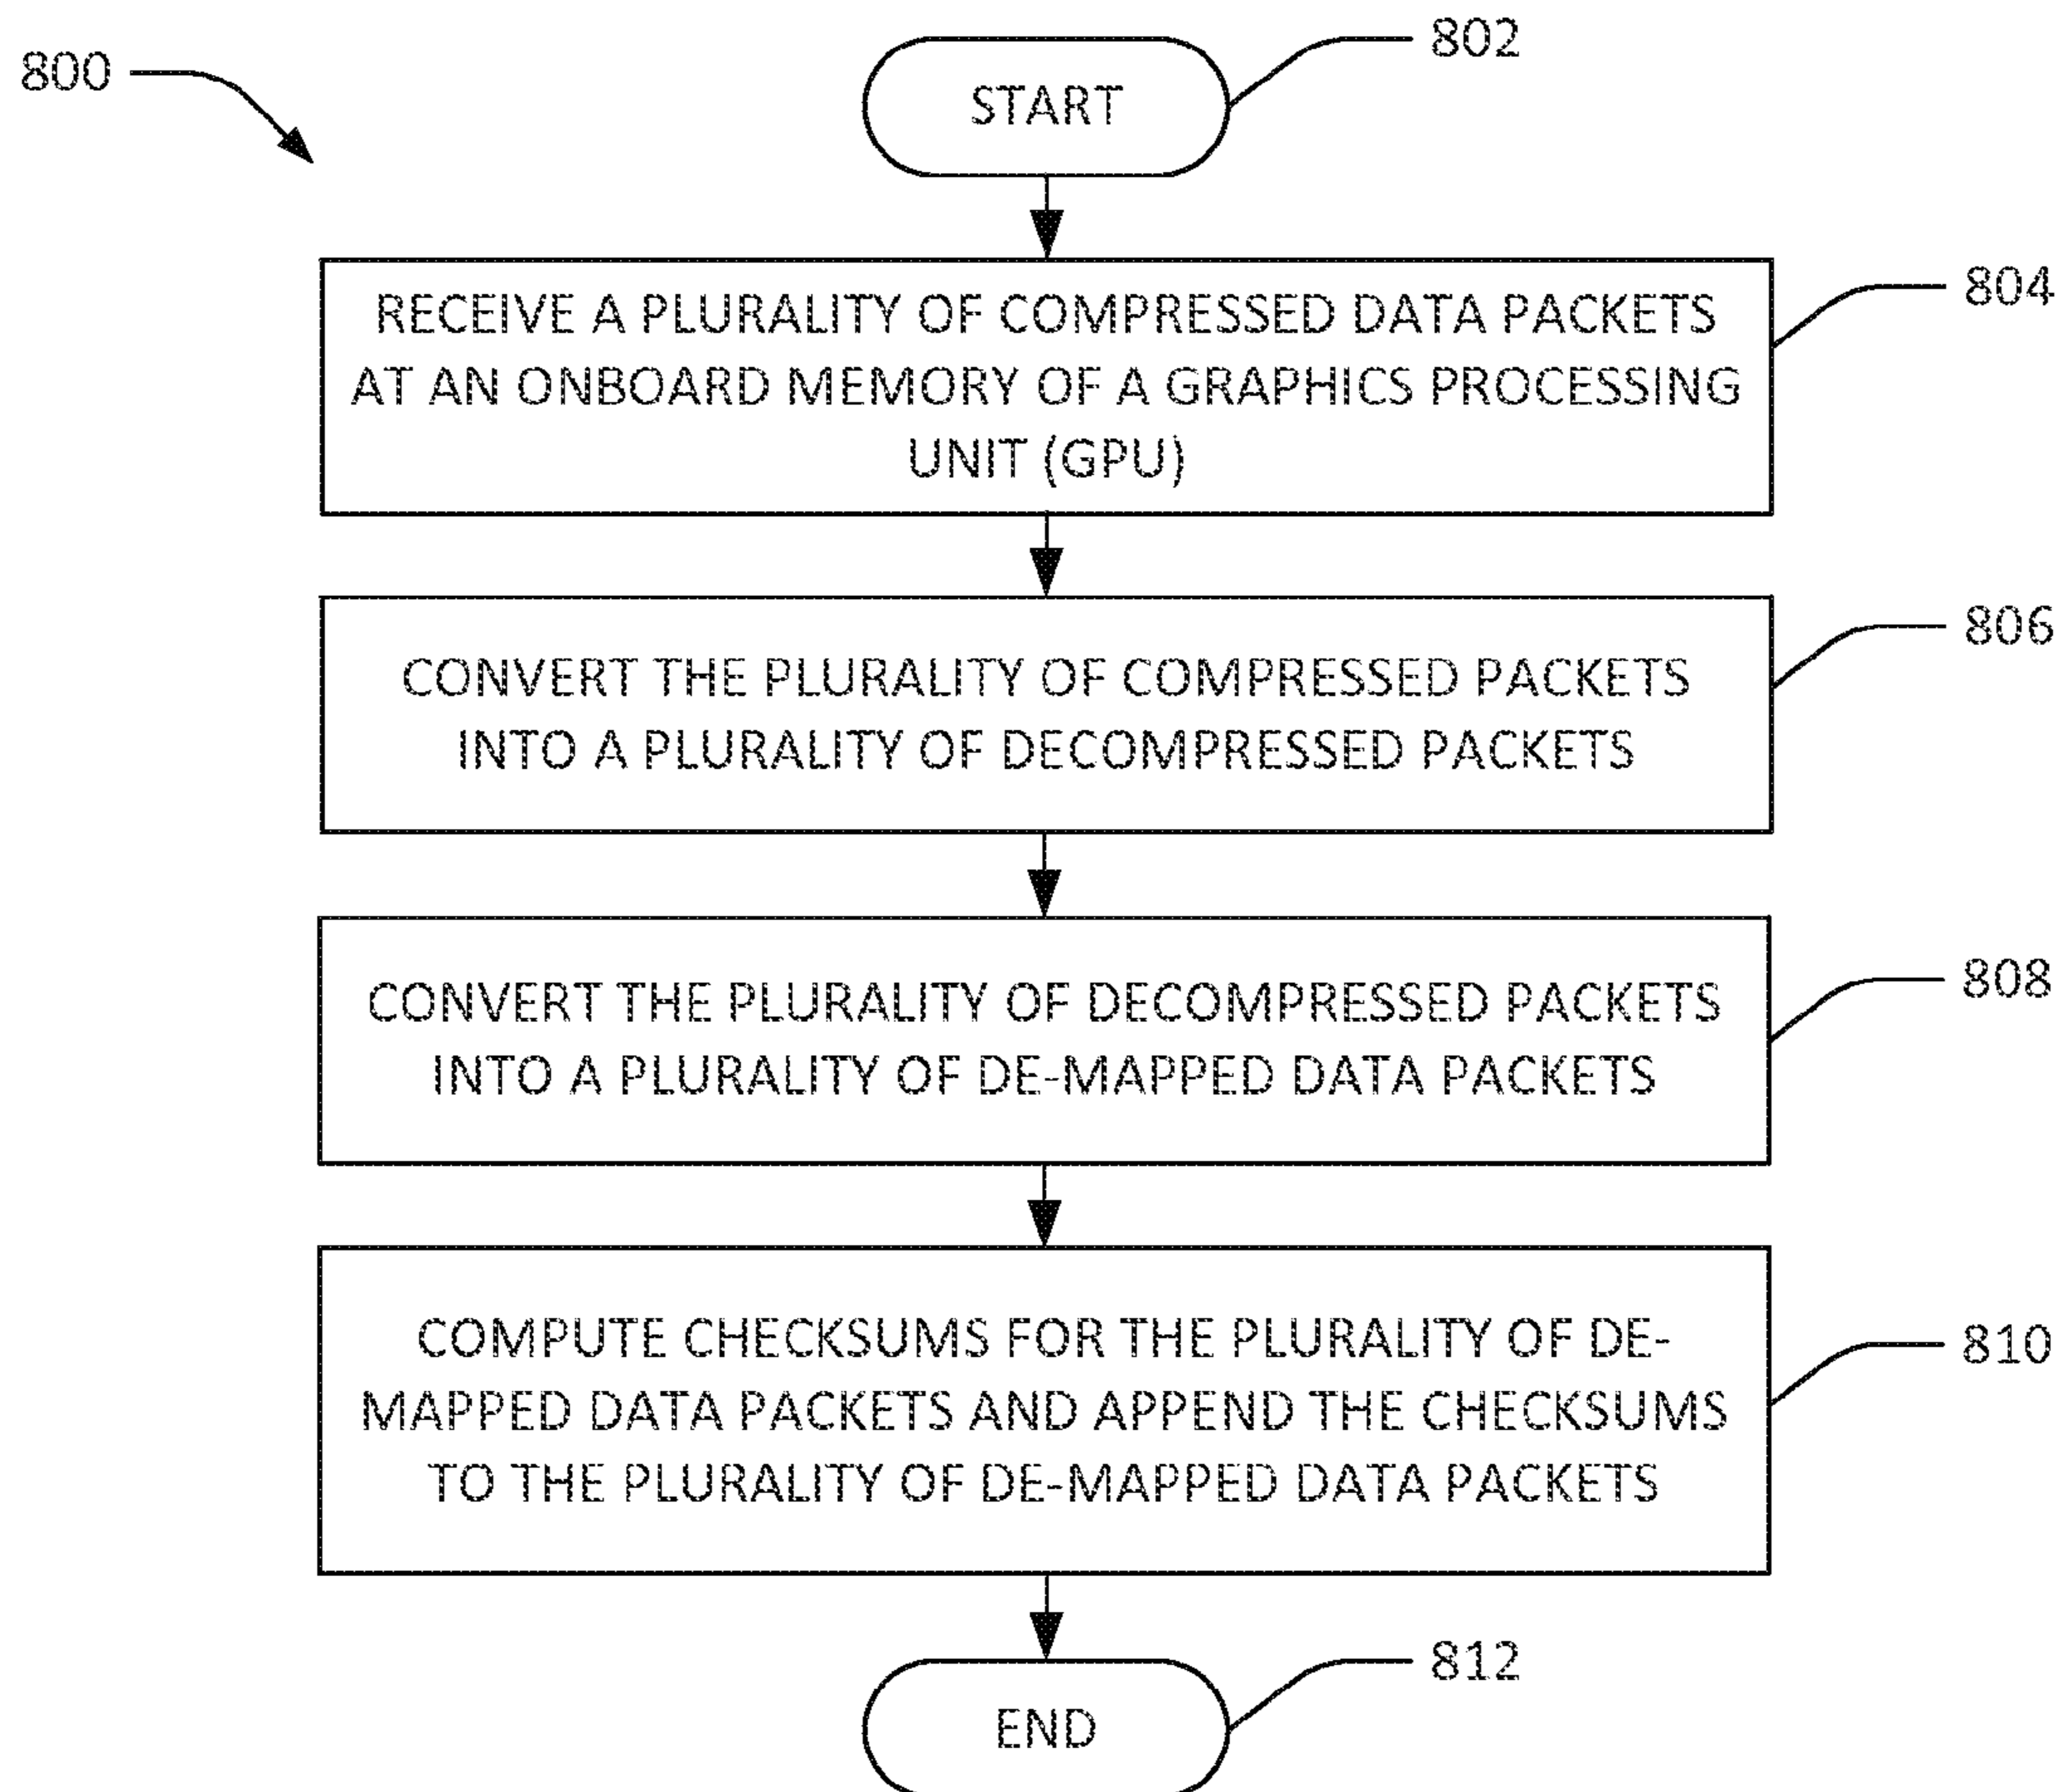 800
802
START
804
RECEIVE A PLURALITY OF COMPRESSED DATA PACKETS
AT AN ONBOARD MEMORY OF A GRAPHICS PROCESSING
UNIT (GPU)
806
CONVERT THE PLURALITY OF COMPRESSED PACKETS
INTO A PLURALITY OF DECOMPRESSED PACKETS
808
CONVERT THE PLURALITY OF DECOMPRESSED PACKETS
INTO A PLURALITY OF DE-MAPPED DATA PACKETS
810
COMPUTE CHECKSUMS FOR THE PLURALITY OF DE-
MAPPED DATA PACKETS AND APPEND THE CHECKSUMS
TO THE PLURALITY OF DE-MAPPED DATA PACKETS
812
END